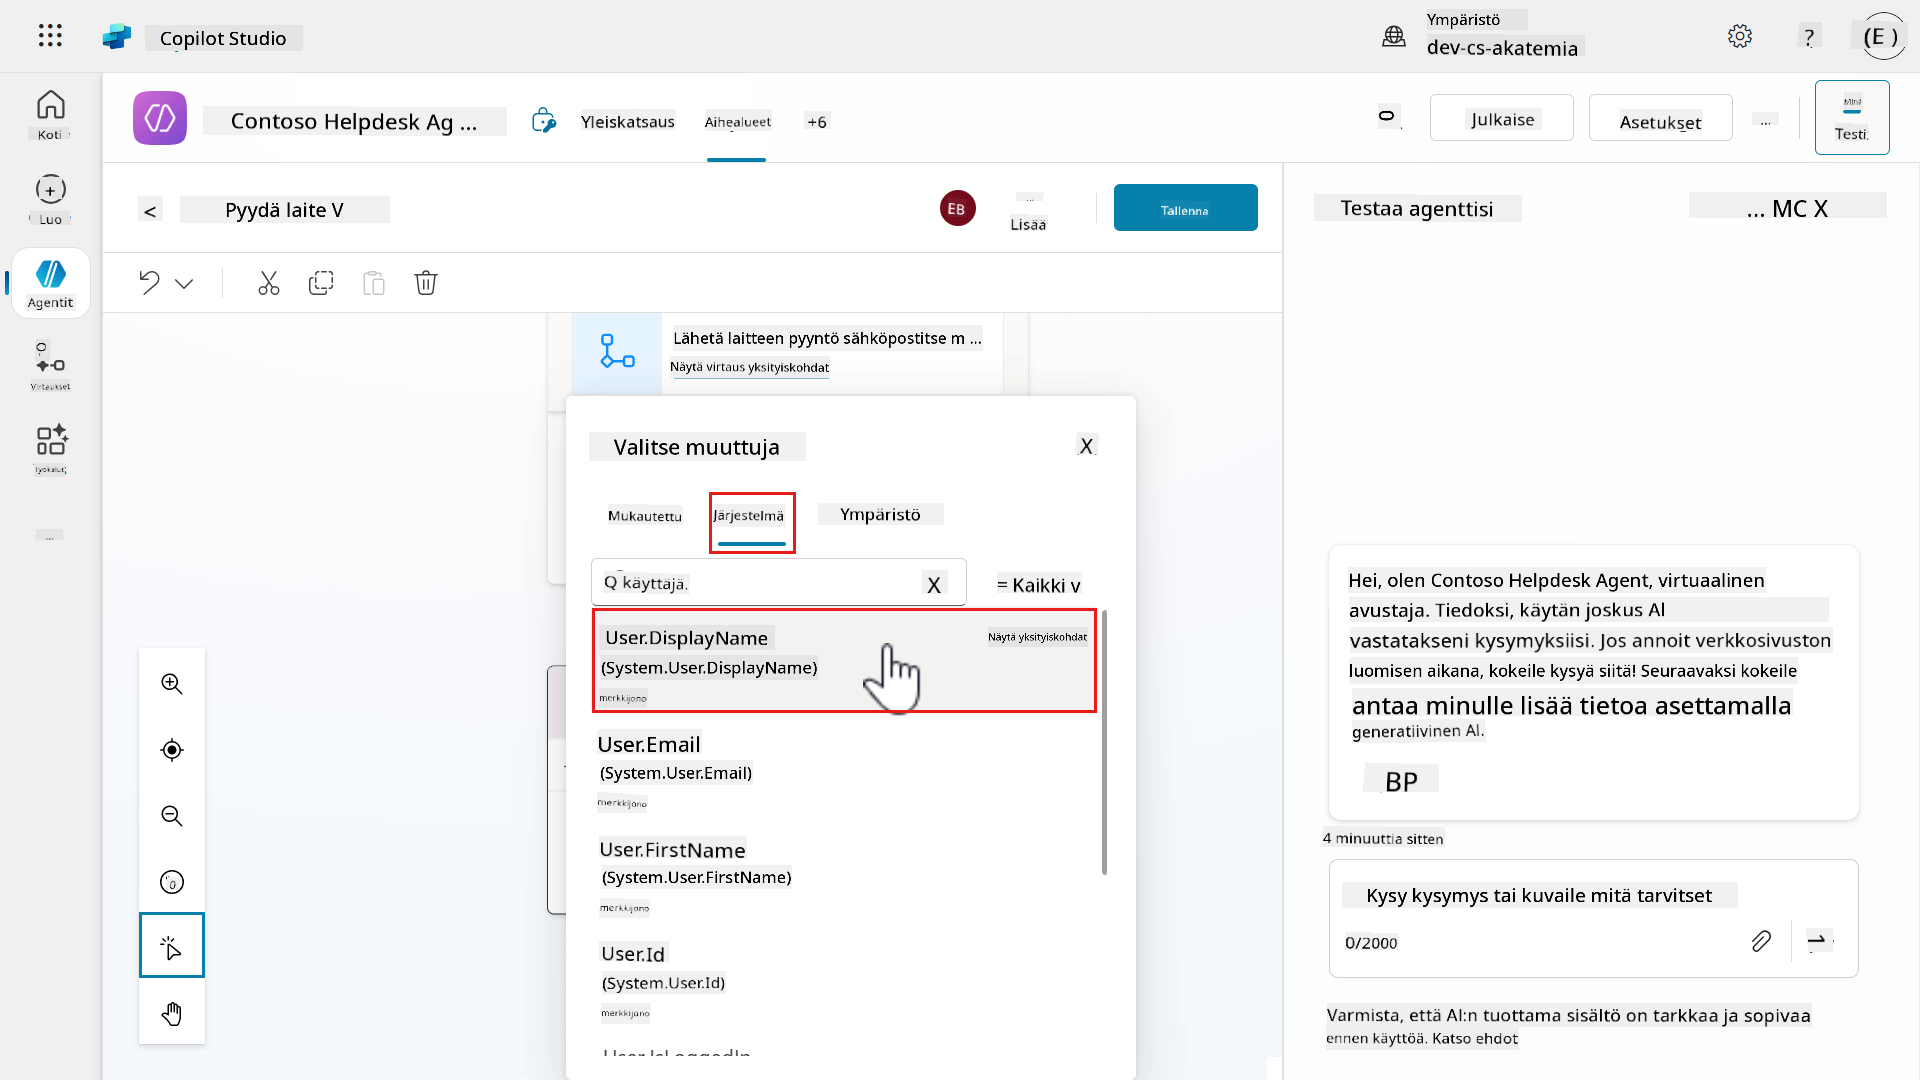 Copilot Studio
Ympäristö
dev-cs-akatemia
?
(E )
Koti
Luo
Agentit
Virtaukset
Työkalut
...
Contoso Helpdesk Ag ...
Yleiskatsaus
Aihealueet
+6
Julkaise
Asetukset
...
Minä
Testi
<
Pyydä laite V
EB
...
Lisää
Tallenna
Lähetä laitteen pyyntö sähköpostitse m ...
Näytä virtaus yksityiskohdat
Valitse muuttuja
X
Mukautettu
Järjestelmä
Ympäristö
Q käyttäjä.
X
= Kaikki v
User.DisplayName
Näytä yksityiskohdat
(System.User.DisplayName)
merkkijono
User.Email
(System.User.Email)
merkkijono
User.FirstName
(System.User.FirstName)
merkkijono
User.Id
(System.User.Id)
merkkijono
User.IsLoggedIn
Testaa agenttisi
... MC X
Hei, olen Contoso Helpdesk Agent, virtuaalinen
avustaja. Tiedoksi, käytän joskus AI
vastatakseni kysymyksiisi. Jos annoit verkkosivuston
luomisen aikana, kokeile kysyä siitä! Seuraavaksi kokeile
antaa minulle lisää tietoa asettamalla
generatiivinen AI.
BP
4 minuuttia sitten
Kysy kysymys tai kuvaile mitä tarvitset
0/2000
Varmista, että AI:n tuottama sisältö on tarkkaa ja sopivaa
ennen käyttöä. Katso ehdot